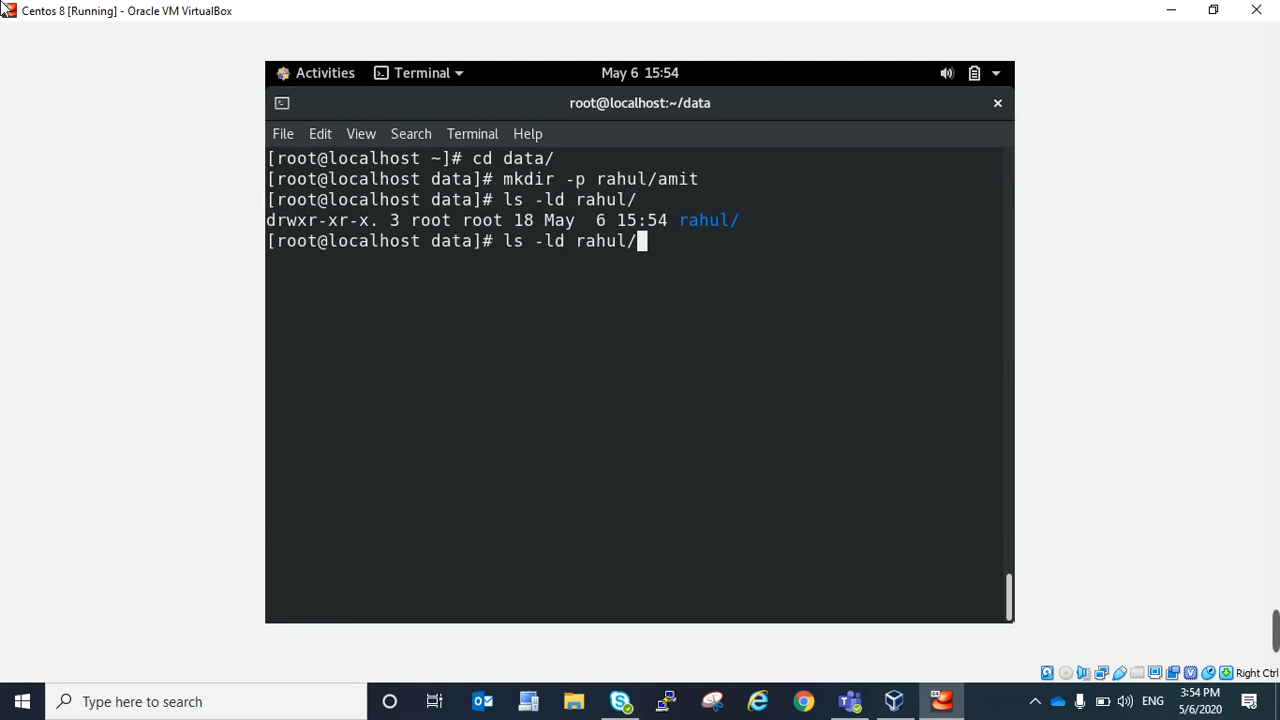 Centos 8 [Running] - Oracle VM VirtualBox
Activities Terminal May 6 15:54
root@localhost:~/data
File Edit View Search Terminal Help
[root@localhost ~]# cd data/
[root@localhost data]# mkdir -p rahul/amit
[root@localhost data]# ls -ld rahul/
drwxr-xr-x. 3 root root 18 May  6 15:54 rahul/
[root@localhost data]# ls -ld rahul/
Right Ctrl
Type here to search
ENG
3:54 PM
5/6/2020